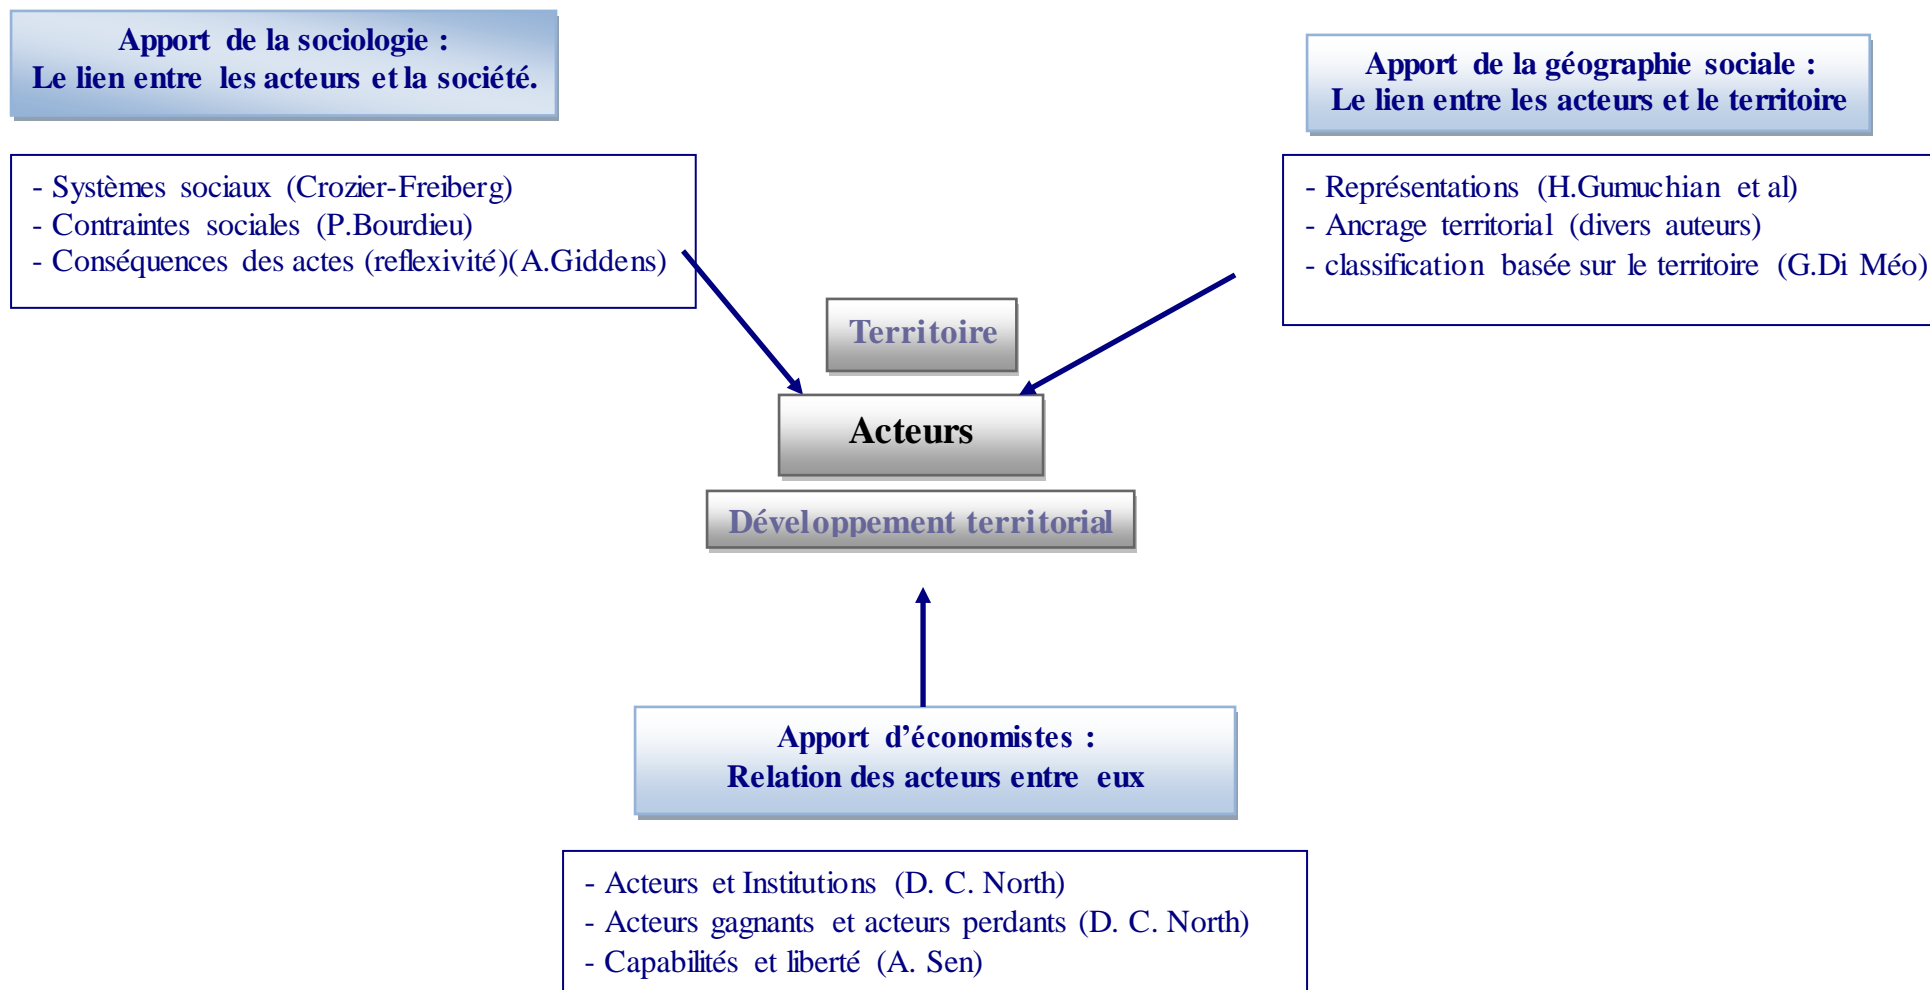 Apport de la sociologie :
Le lien entre les acteurs et la société.
- Systèmes sociaux (Crozier-Freiberg)
- Contraintes sociales (P.Bourdieu)
- Conséquences des actes (reflexivité)(A.Giddens)
Apport de la géographie sociale :
Le lien entre les acteurs et le territoire
- Représentations (H.Gumuchian et al)
- Ancrage territorial (divers auteurs)
- classification basée sur le territoire (G.Di Méo)
Territoire
Acteurs
Développement territorial
Apport d’économistes :
Relation des acteurs entre eux
- Acteurs et Institutions (D. C. North)
- Acteurs gagnants et acteurs perdants (D. C. North)
- Capabilités et liberté (A. Sen)